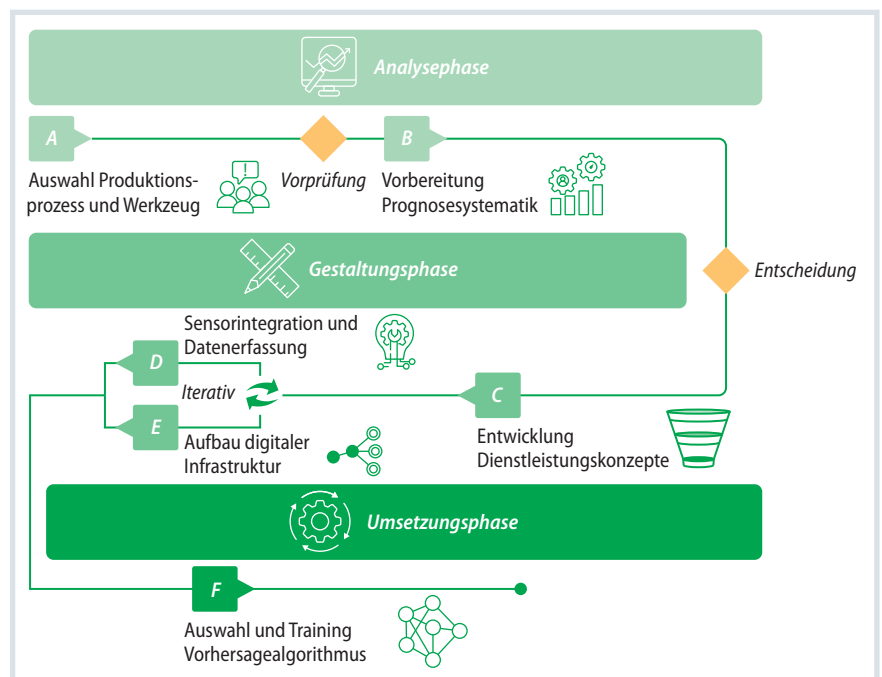 Analysephase
A
B
Auswahl Produktions-
prozess und Werkzeug
!
Vorprüfung
Vorbereitung
Prognosesystematik
Gestaltungsphase
Entscheidung
Sensorintegration und
Datenerfassung
D
Iterativ
E
Aufbau digitaler
Infrastruktur
C
Entwicklung
Dienstleistungskonzepte
Umsetzungsphase
F
Auswahl und Training
Vorhersagealgorithmus